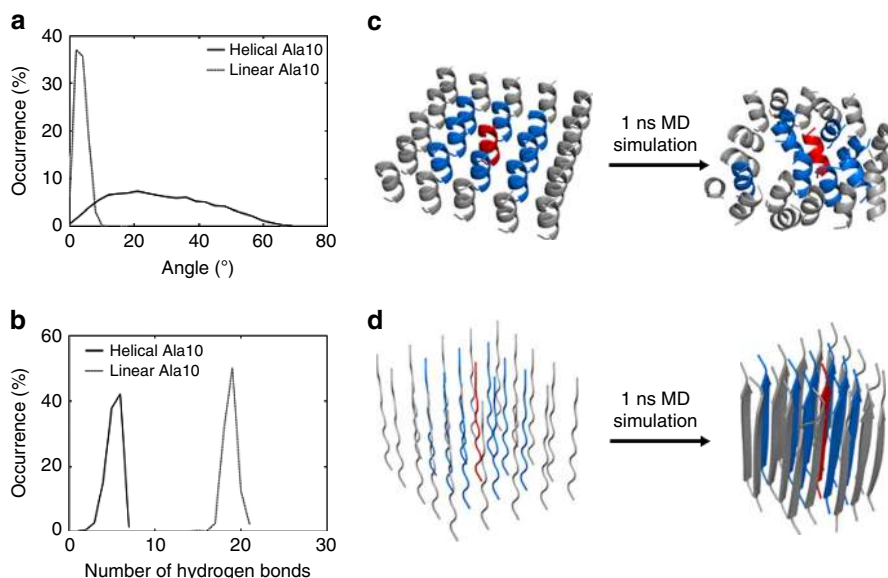 a
40
30
20
10
0
0
20
40
60
80
Occurrence (%)
Angle (°)
Helical Ala10
Linear Ala10
b
60
40
20
0
0
10
20
30
Occurrence (%)
Number of hydrogen bonds
Helical Ala10
Linear Ala10
c
1 ns MD
simulation
d
1 ns MD
simulation